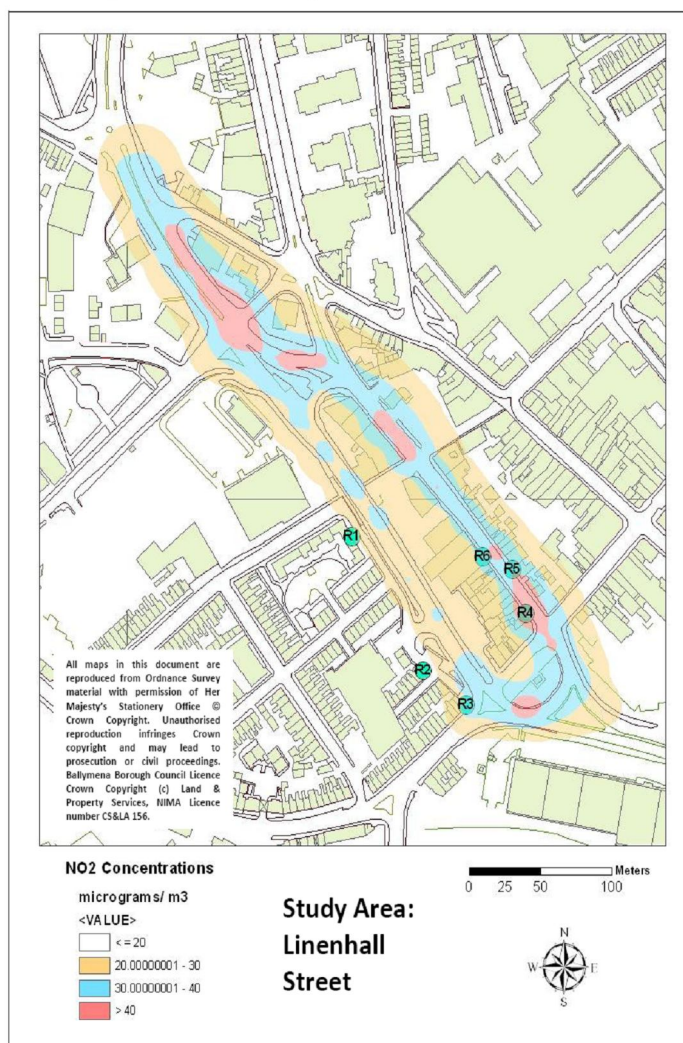 R1
R6
R5
R4
R2
R3
All maps in this document are
reproduced from Ordnance Survey
material with permission of Her
Majesty's Stationery Office ©
Crown Copyright. Unauthorised
reproduction infringes Crown
copyright and may lead to
prosecution or civil proceedings.
Ballymena Borough Council Licence
Crown Copyright (c) Land &
Property Services, NIMA Licence
number CS&LA 156.
NO2 Concentrations
micrograms/ m3
<VALUE>
< = 20
20.00000001 - 30
30.00000001 - 40
> 40
Study Area:
Linenhall
Street
Meters
0 25 50 100
N
W E
S